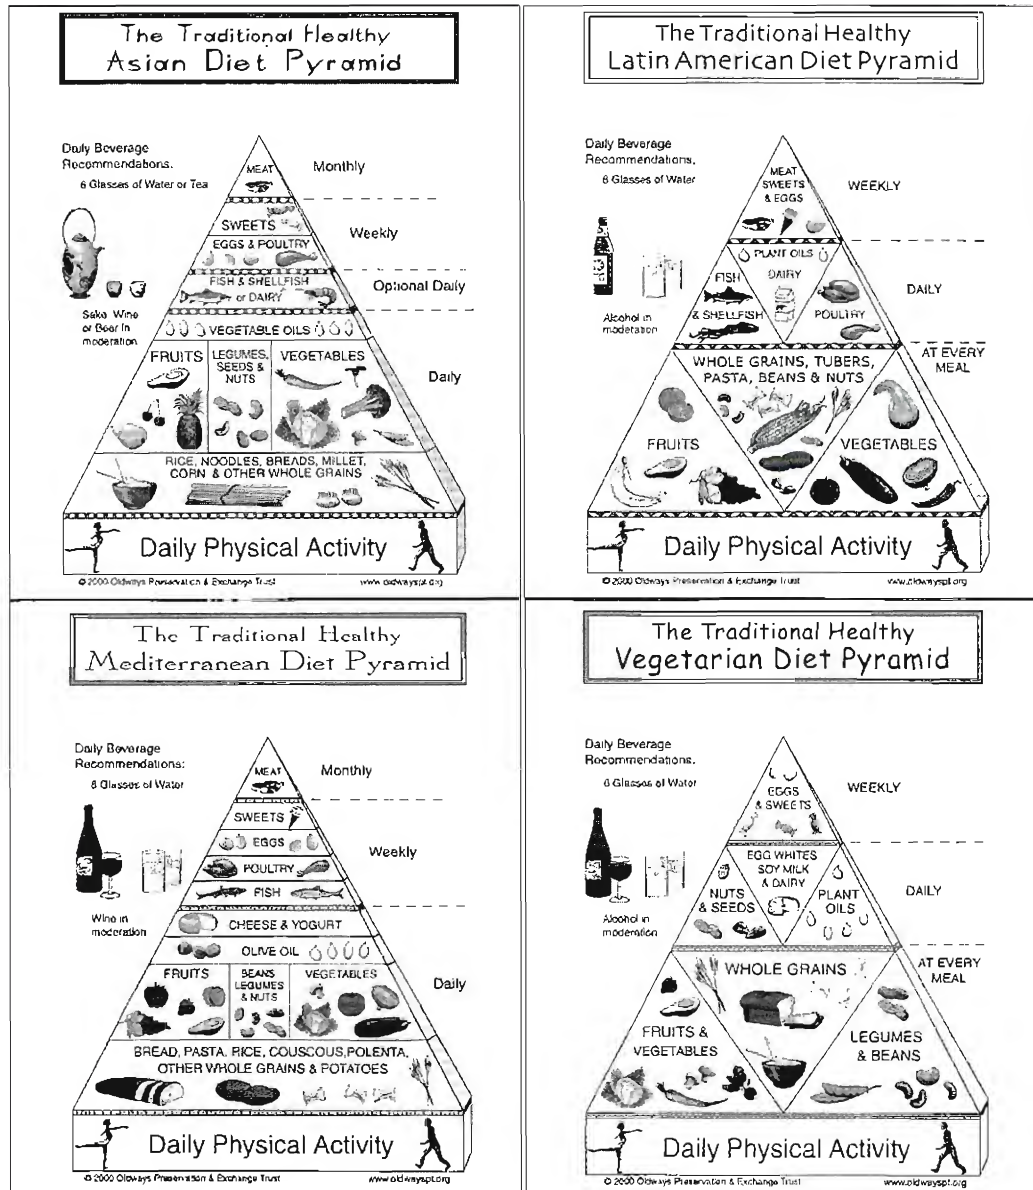 The Traditional Healthy
Asian Diet Pyramid
Daily Beverage
Recommendations:
6 Glasses of Water or Tea
Sake, Wine
or Beer in
moderation
MEAT
Monthly
SWEETS
EGGS & POULTRY
Weekly
FISH & SHELLFISH
or DAIRY
Optional Daily
VEGETABLE OILS
FRUITS
LEGUMES,
SEEDS &
NUTS
VEGETABLES
Daily
RICE, NOODLES, BREADS, MILLET,
CORN & OTHER WHOLE GRAINS
Daily Physical Activity
© 2000 Oldways Preservation & Exchange Trust
www.oldwayspt.org
The Traditional Healthy
Latin American Diet Pyramid
Daily Beverage
Recommendations.
6 Glasses of Water
Alcohol in
moderation
MEAT
SWEETS
& EGGS
WEEKLY
PLANT OILS
FISH
& SHELLFISH
DAIRY
POULTRY
DAILY
AT EVERY
MEAL
WHOLE GRAINS, TUBERS,
PASTA, BEANS & NUTS
FRUITS
VEGETABLES
Daily Physical Activity
© 2000 Oldways Preservation & Exchange Trust
www.oldwayspt.org
The Traditional Healthy
Mediterranean Diet Pyramid
Daily Beverage
Recommendations:
6 Glasses of Water
Wine in
moderation
MEAT
Monthly
SWEETS
EGGS
POULTRY
FISH
Weekly
CHEESE & YOGURT
OLIVE OIL
FRUITS
BEANS
LEGUMES
& NUTS
VEGETABLES
Daily
BREAD, PASTA, RICE, COUSCOUS, POLENTA,
OTHER WHOLE GRAINS & POTATOES
Daily Physical Activity
© 2000 Oldways Preservation & Exchange Trust
www.oldwayspt.org
The Traditional Healthy
Vegetarian Diet Pyramid
Daily Beverage
Recommendations.
6 Glasses of Water
Alcohol in
moderation
EGGS
& SWEETS
WEEKLY
EGG WHITES
SOY MILK
& DAIRY
NUTS
& SEEDS
PLANT
OILS
DAILY
AT EVERY
MEAL
WHOLE GRAINS
FRUITS &
VEGETABLES
LEGUMES
& BEANS
Daily Physical Activity
© 2000 Oldways Preservation & Exchange Trust
www.oldwayspt.org